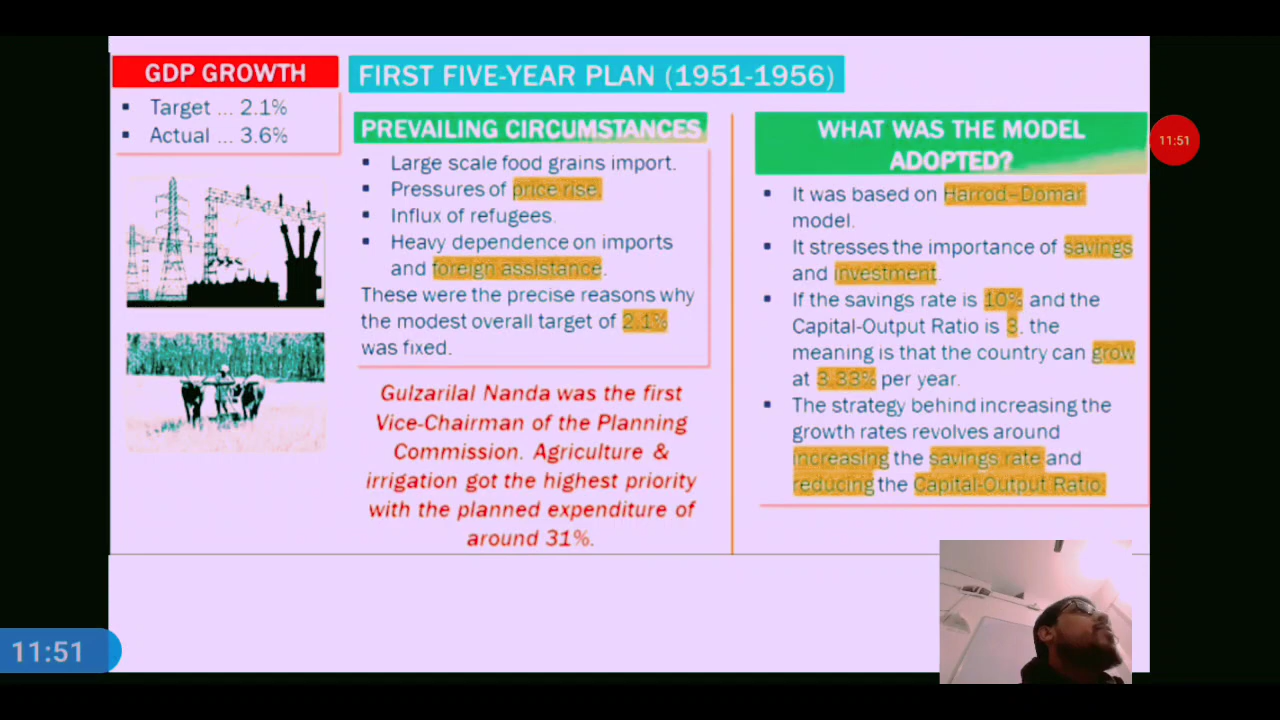 GDP GROWTH
▪ Target ... 2.1%
▪ Actual ... 3.6%
FIRST FIVE-YEAR PLAN (1951-1956)
PREVAILING CIRCUMSTANCES
▪ Large scale food grains import.
▪ Pressures of price rise.
▪ Influx of refugees.
▪ Heavy dependence on imports
and foreign assistance.
These were the precise reasons why
the modest overall target of 2.1%
was fixed.
Gulzarilal Nanda was the first
Vice-Chairman of the Planning
Commission. Agriculture &
irrigation got the highest priority
with the planned expenditure of
around 31%.
WHAT WAS THE MODEL
ADOPTED?
▪ It was based on Harrod-Domar
model.
▪ It stresses the importance of savings
and investment.
▪ If the savings rate is 10% and the
Capital-Output Ratio is 3, the
meaning is that the country can grow
at 3.33% per year.
▪ The strategy behind increasing the
growth rates revolves around
increasing the savings rate and
reducing the Capital-Output Ratio.
11:51
11:51